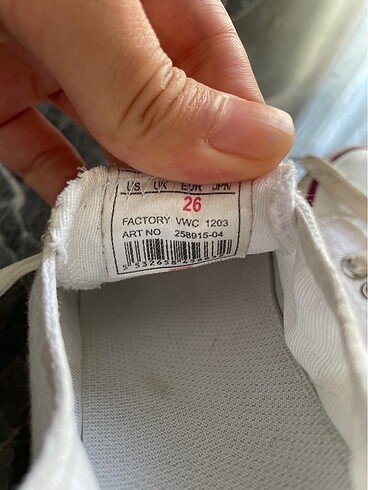 US UK EUR JPN
26
FACTORY VWC 1203
ART NO 258915-04